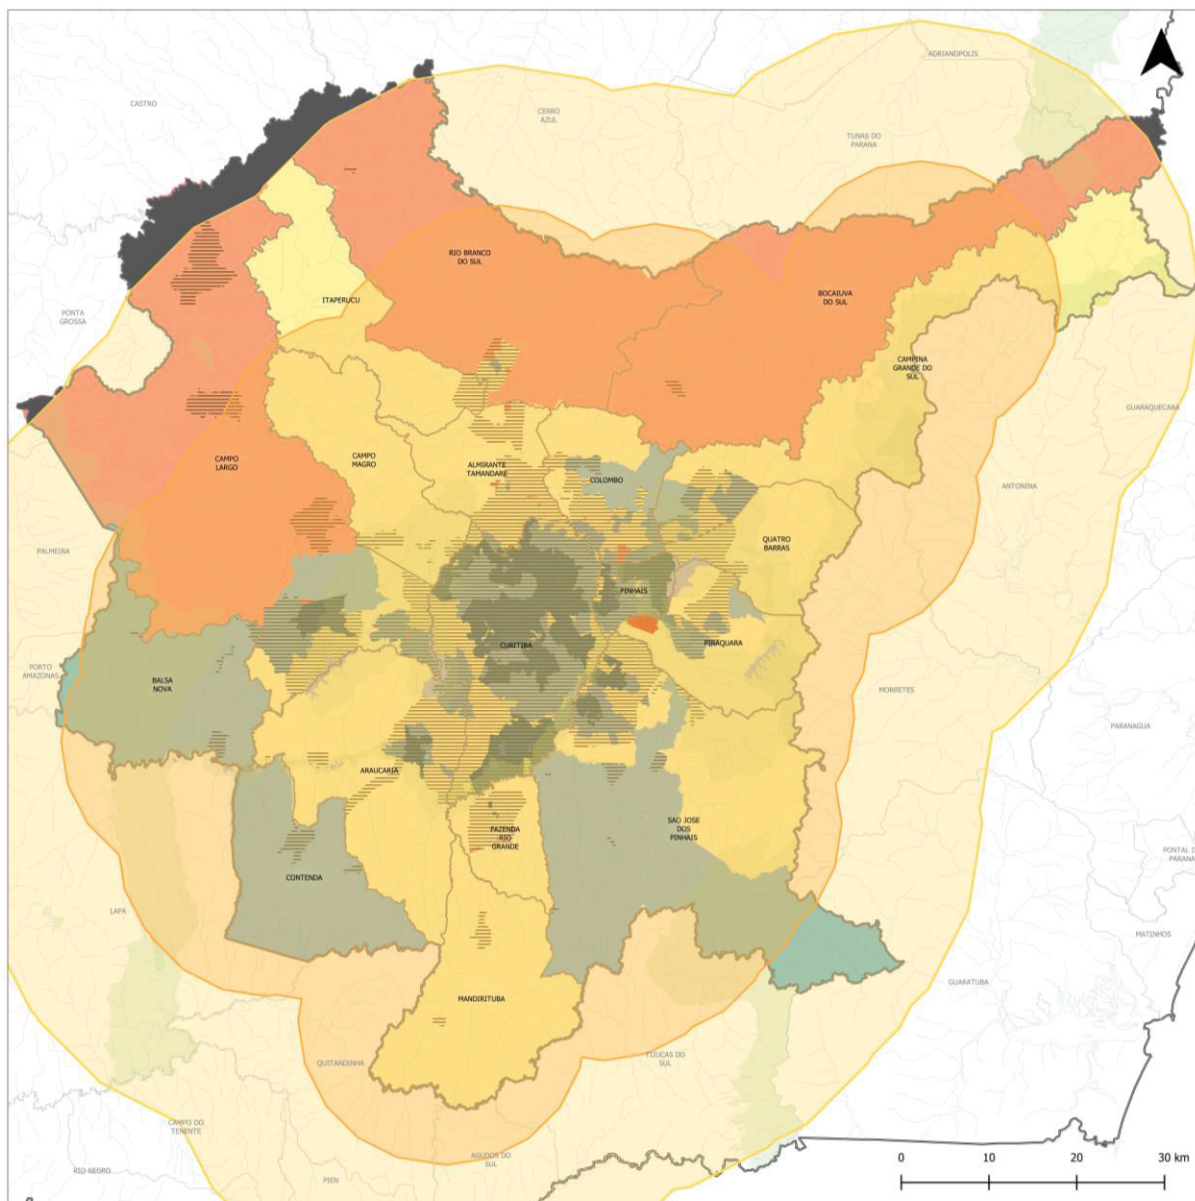 ADRIANOPOLIS
CASTRO
CERRO
AZUL
TUNAS DO
PARANA
RIO BRANCO
DO SUL
BOCAIUVA
DO SUL
ITAPERUCU
PONTA
GROSSA
CAMPINA
GRANDE DO
SUL
GUARAQUECABA
CAMPO
LARGO
CAMPO
MAGRO
ALMIRANTE
TAMANDARE
COLOMBO
ANTONINA
QUATRO
BARRAS
PALMEIRA
PINHAIS
CURITIBA
PIRAQUARA
PORTO
AMAZONAS
BALSA
NOVA
MORRETES
PARANAGUA
ARAUCARIA
SAO JOSE
DOS
PINHAIS
FAZENDA
RIO
GRANDE
PONTAL D
PARANA
CONTENDA
LAPA
MATINHOS
GUARATUBA
MANDIRITUBA
QUITANDINHA
TIJUCAS DO
SUL
CAMPO DO
TENENTE
AGUDOS DO
SUL
RIO NEGRO
PIEN
0 10 20 30 km